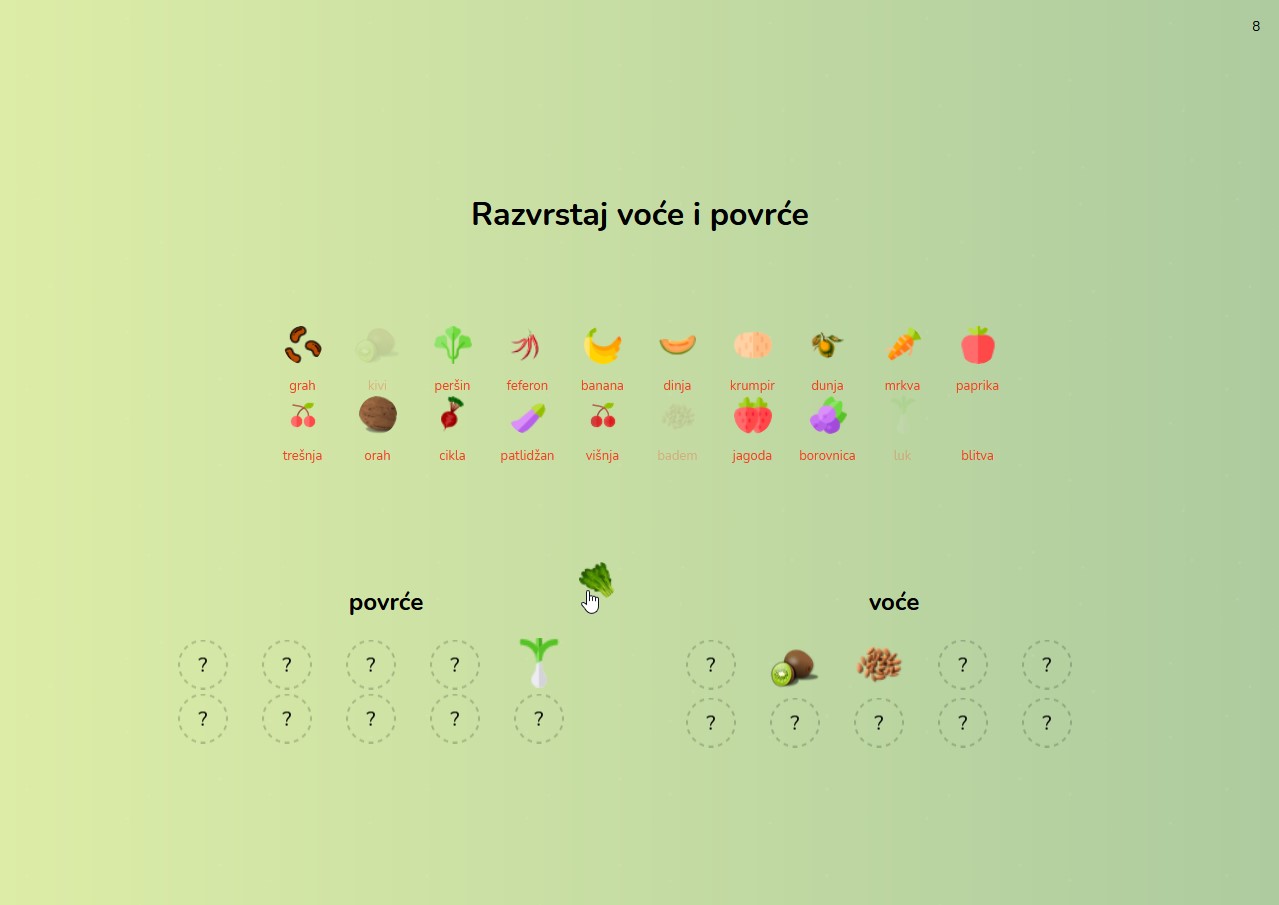 8
Razvrstaj voće i povrće
grah kivi peršin feferon banana dinja krumpir dunja mrkva paprika
trešnja orah cikla patlidžan višnja badem jagoda borovnica luk blitva
povrće voće
? ? ? ? ? ? ?
? ? ? ? ? ? ? ? ? ?